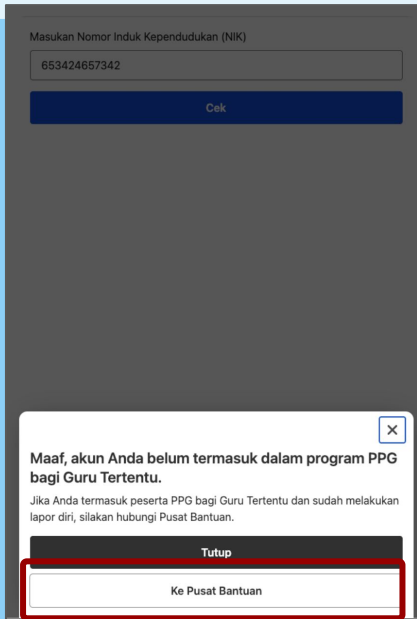 Masukan Nomor Induk Kependudukan (NIK)
653424657342
Cek
Maaf, akun Anda belum termasuk dalam program PPG
bagi Guru Tertentu.
Jika Anda termasuk peserta PPG bagi Guru Tertentu dan sudah melakukan
lapor diri, silakan hubungi Pusat Bantuan.
Tutup
Ke Pusat Bantuan